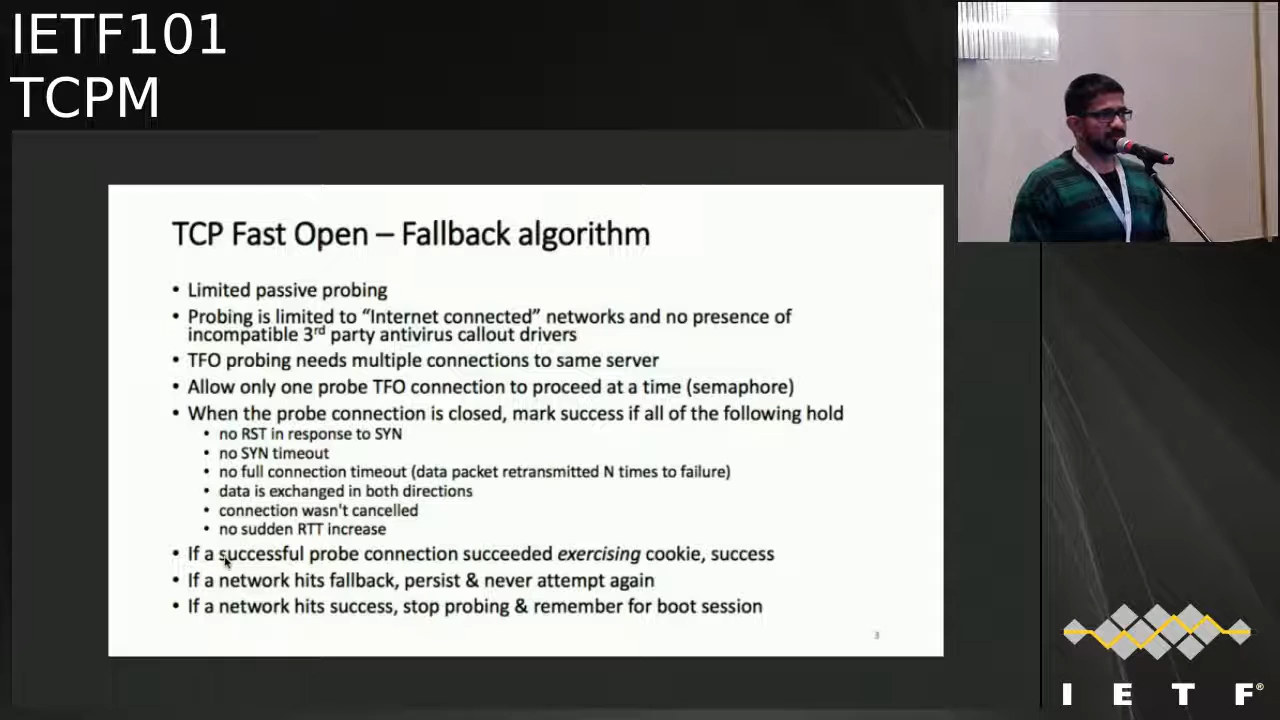 IETF101
TCPM
TCP Fast Open – Fallback algorithm
• Limited passive probing
• Probing is limited to “Internet connected” networks and no presence of
incompatible 3rd party antivirus callout drivers
• TFO probing needs multiple connections to same server
• Allow only one probe TFO connection to proceed at a time (semaphore)
• When the probe connection is closed, mark success if all of the following hold
• no RST in response to SYN
• no SYN timeout
• no full connection timeout (data packet retransmitted N times to failure)
• data is exchanged in both directions
• connection wasn't cancelled
• no sudden RTT increase
• If a successful probe connection succeeded exercising cookie, success
• If a network hits fallback, persist & never attempt again
• If a network hits success, stop probing & remember for boot session
3
I E T F®